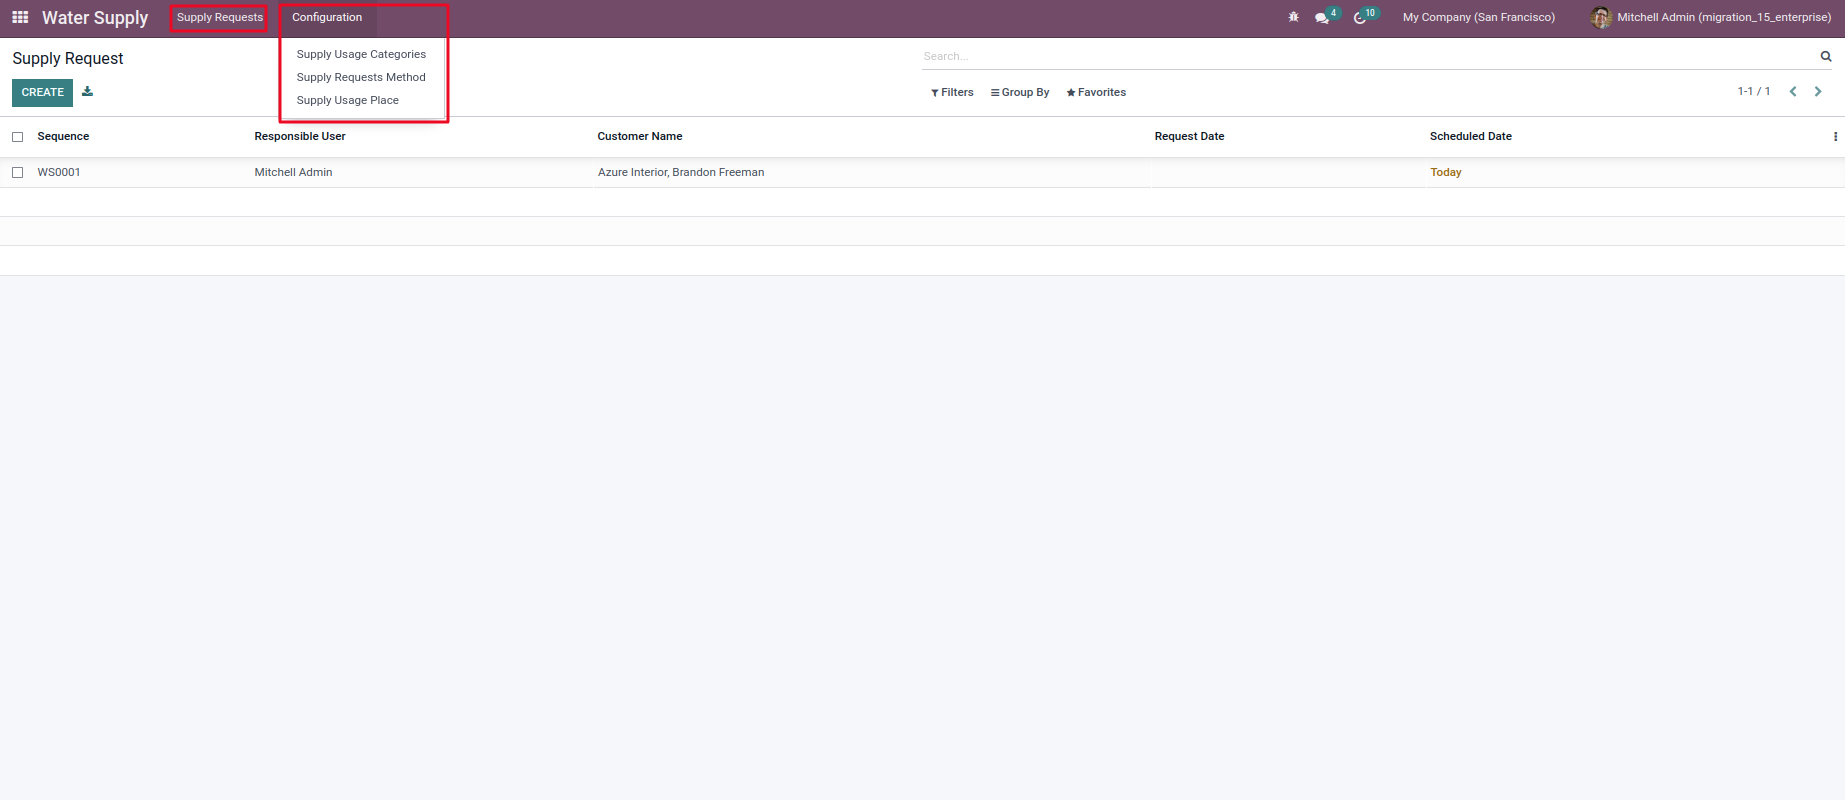 Water Supply Supply Requests Configuration 4 10 My Company (San Francisco) Mitchell Admin (migration_15_enterprise)
Supply Usage Categories
Supply Requests Method
Supply Usage Place
Supply Request
Search...
CREATE
Filters Group By Favorites 1-1 / 1
Sequence Responsible User Customer Name Request Date Scheduled Date
WS0001 Mitchell Admin Azure Interior, Brandon Freeman Today